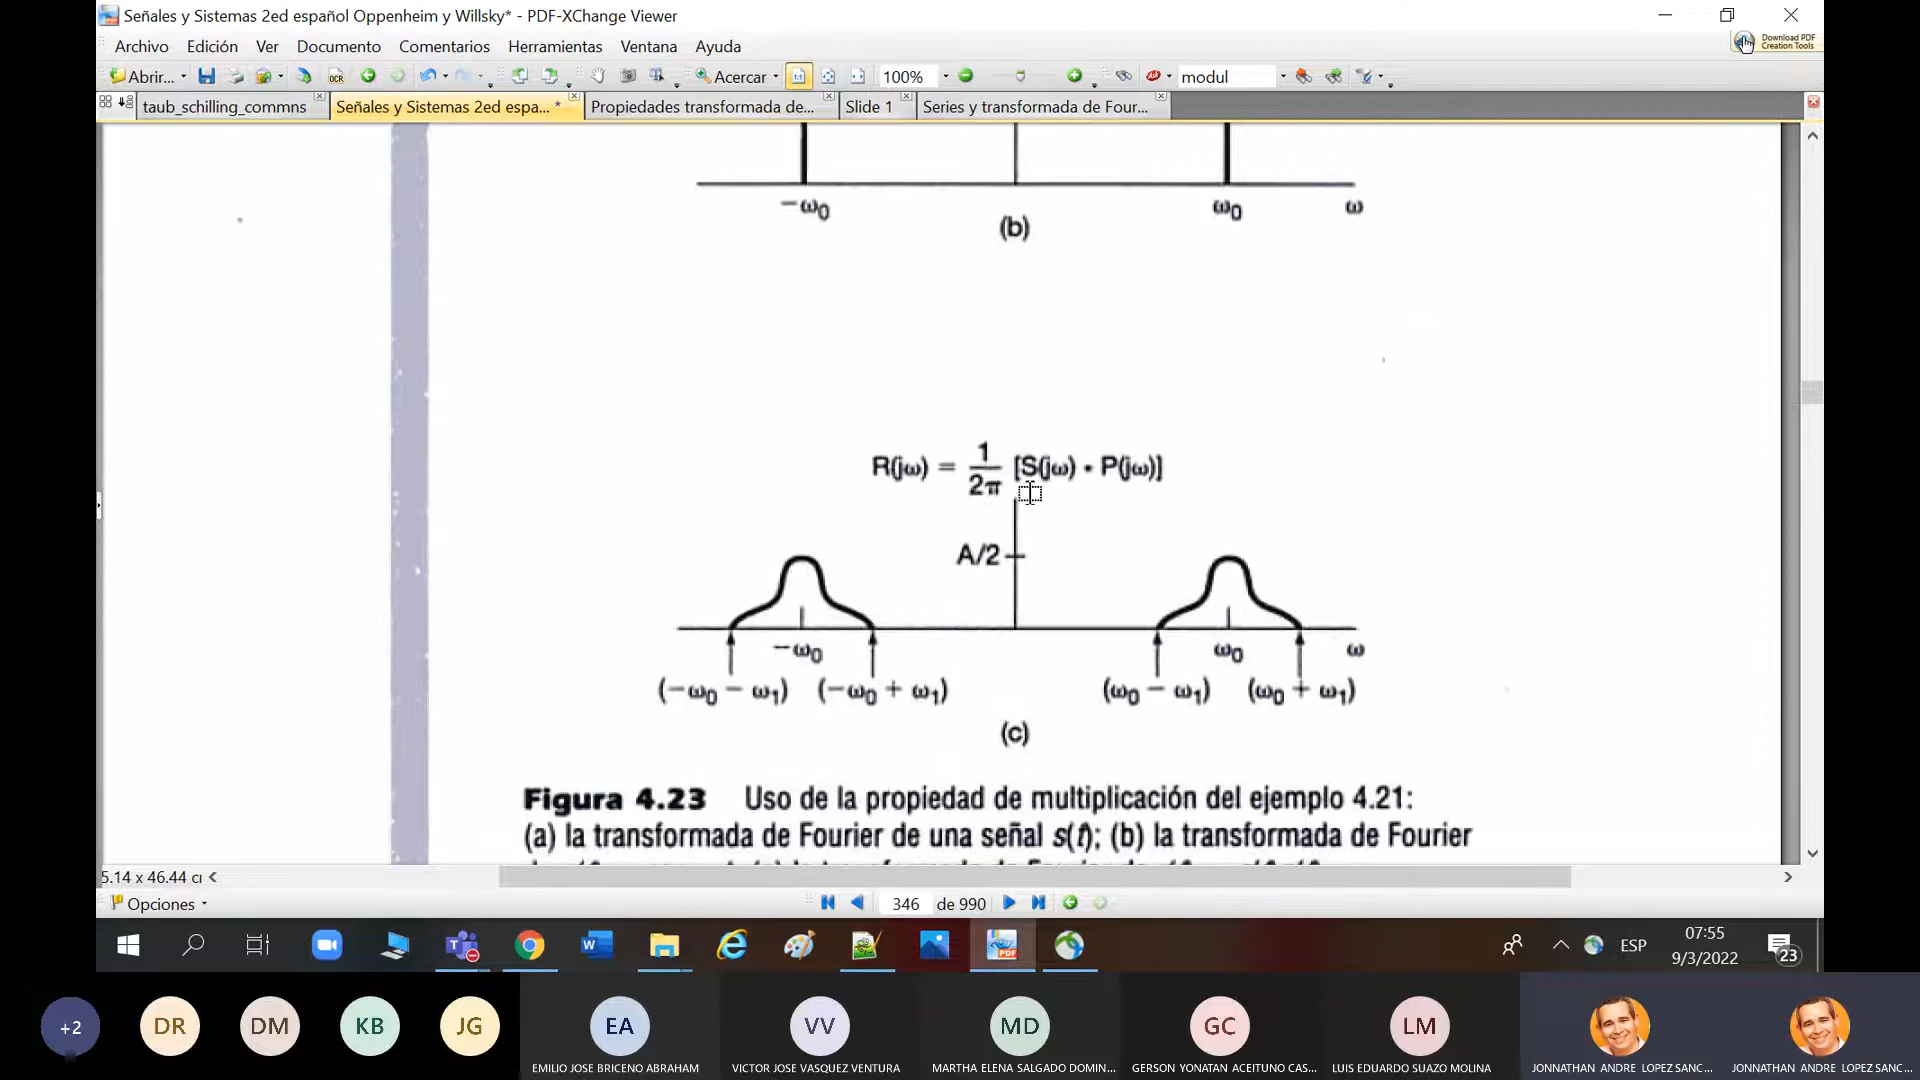 Señales y Sistemas 2ed español Oppenheim y Willsky* - PDF-XChange Viewer
Archivo Edición Ver Documento Comentarios Herramientas Ventana Ayuda
Download PDF
Creation Tools
Abrir... OCR Acercar 100% modul
taub_schilling_commns Señales y Sistemas 2ed espa... * Propiedades transformada de... Slide 1 Series y transformada de Four...
−ω0 ω0 ω
(b)
R(jω) = 1/2π [S(jω) * P(jω)]
A/2
−ω0 ω0 ω
(−ω0 − ω1) (−ω0 + ω1) (ω0 − ω1) (ω0 + ω1)
(c)
Figura 4.23 Uso de la propiedad de multiplicación del ejemplo 4.21:
(a) la transformada de Fourier de una señal s(t); (b) la transformada de Fourier
5.14 x 46.44 cı
Opciones 346 de 990
ESP 07:55
9/3/2022 23
+2 DR DM KB JG EA VV MD GC LM
EMILIO JOSE BRICENO ABRAHAM VICTOR JOSE VASQUEZ VENTURA MARTHA ELENA SALGADO DOMIN... GERSON YONATAN ACEITUNO CAS... LUIS EDUARDO SUAZO MOLINA JONNATHAN ANDRE LOPEZ SANC... JONNATHAN ANDRE LOPEZ SANC...